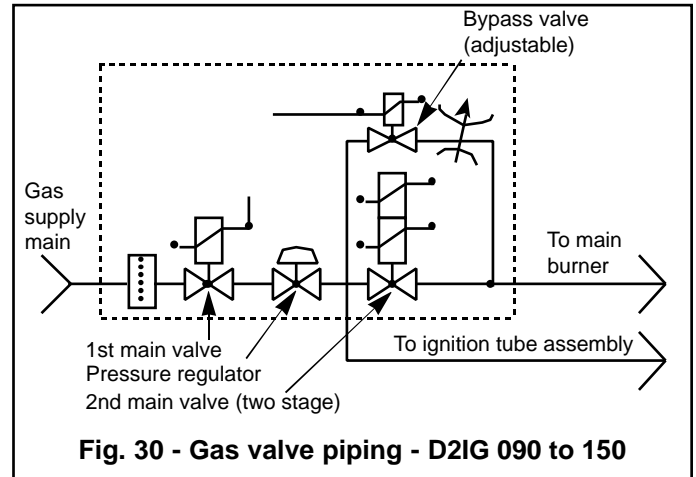 Bypass valve
(adjustable)
Gas
supply
main
To main
burner
To ignition tube assembly
1st main valve
Pressure regulator
2nd main valve (two stage)
Fig. 30 - Gas valve piping - D2IG 090 to 150